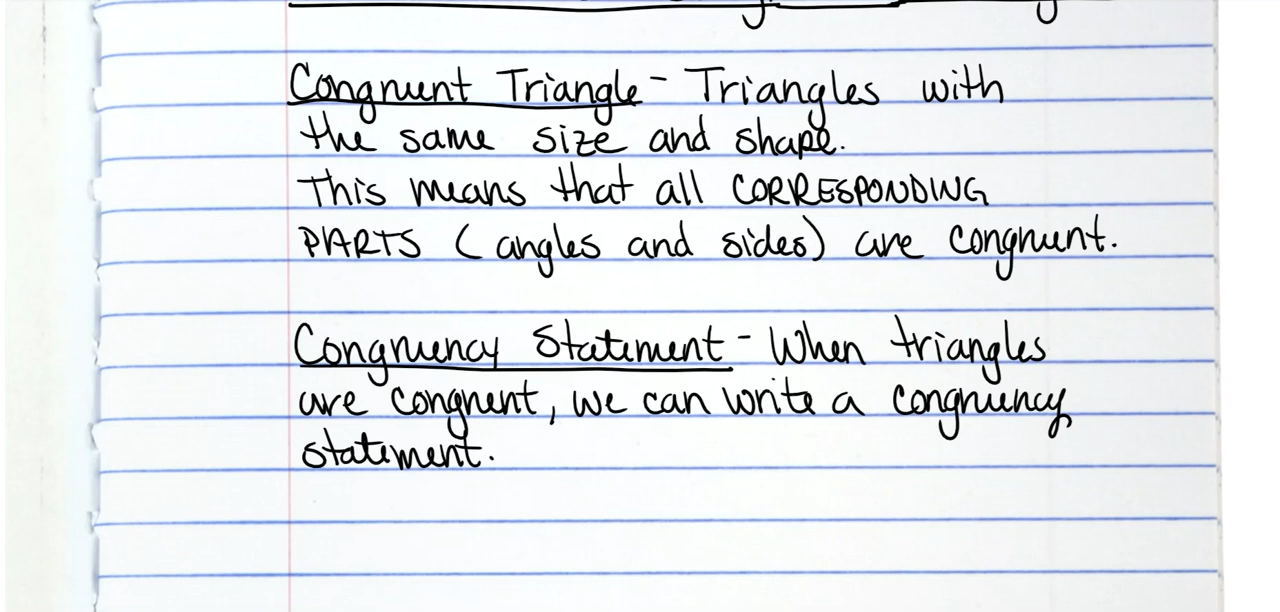 Congruent Triangle - Triangles with
the same size and shape.
This means that all CORRESPONDING
PARTS (angles and sides) are congruent.
Congruency Statement - When triangles
are congruent, we can write a congruency
statement.